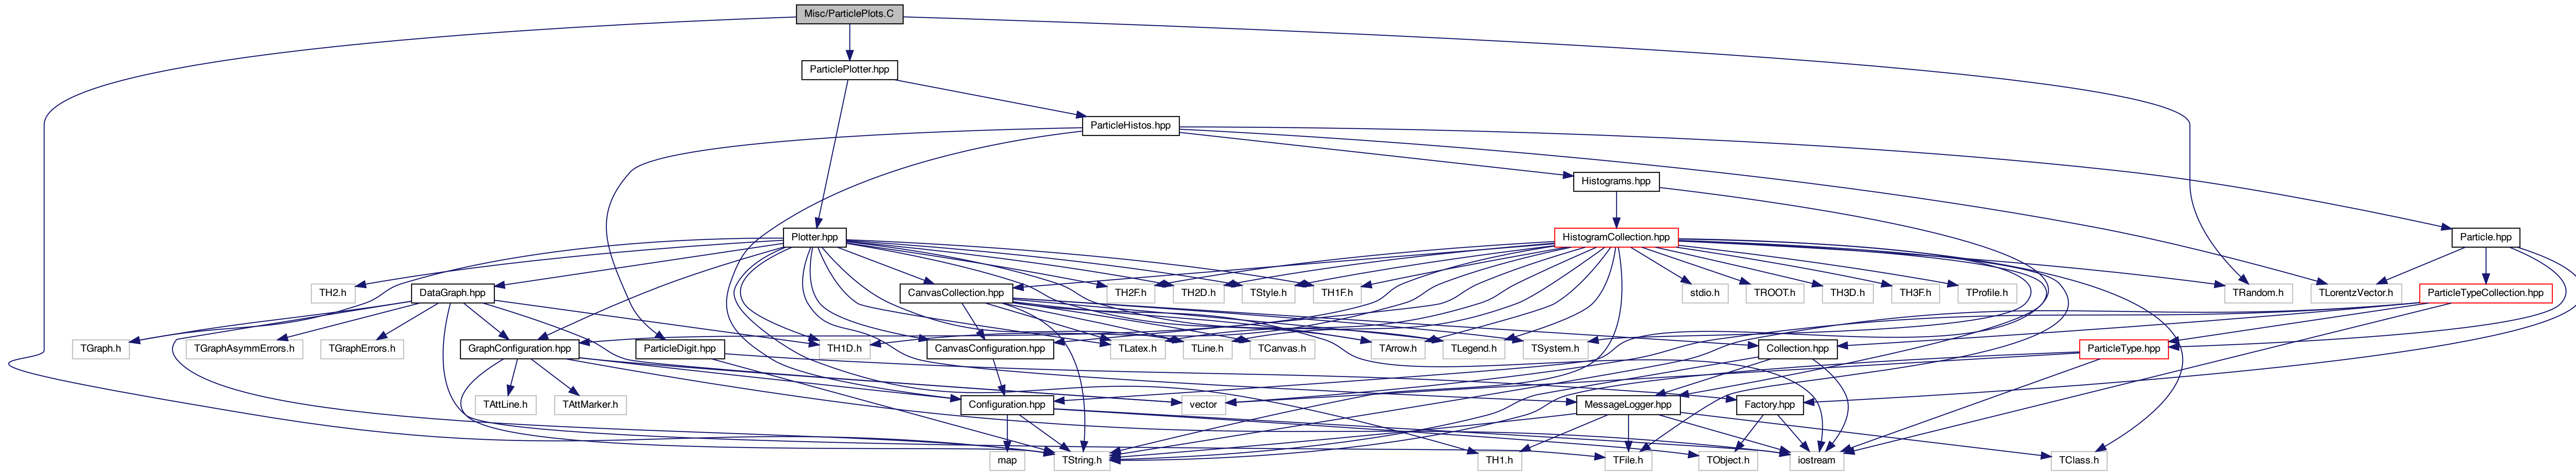 Misc/ParticlePlots.C
ParticlePlotter.hpp
ParticleHistos.hpp
Histograms.hpp
Plotter.hpp
HistogramCollection.hpp
Particle.hpp
TH2.h
DataGraph.hpp
CanvasCollection.hpp
TH2F.h
TH2D.h
TStyle.h
TH1F.h
stdio.h
TROOT.h
TH3D.h
TH3F.h
TProfile.h
TRandom.h
TLorentzVector.h
ParticleTypeCollection.hpp
TGraph.h
TGraphAsymmErrors.h
TGraphErrors.h
GraphConfiguration.hpp
ParticleDigit.hpp
TH1D.h
CanvasConfiguration.hpp
TLatex.h
TLine.h
TCanvas.h
TArrow.h
TLegend.h
TSystem.h
Collection.hpp
ParticleType.hpp
TAttLine.h
TAttMarker.h
vector
Configuration.hpp
MessageLogger.hpp
Factory.hpp
map
TString.h
TH1.h
TFile.h
TObject.h
iostream
TClass.h